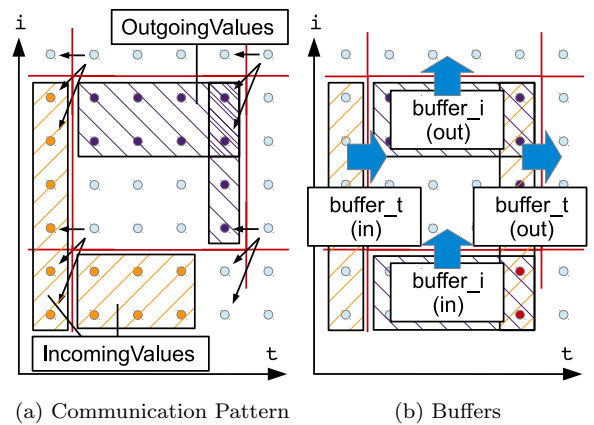 i
OutgoingValues
IncomingValues
t
(a) Communication Pattern
i
buffer_i
(out)
buffer_t
(in)
buffer_t
(out)
buffer_i
(in)
t
(b) Buffers